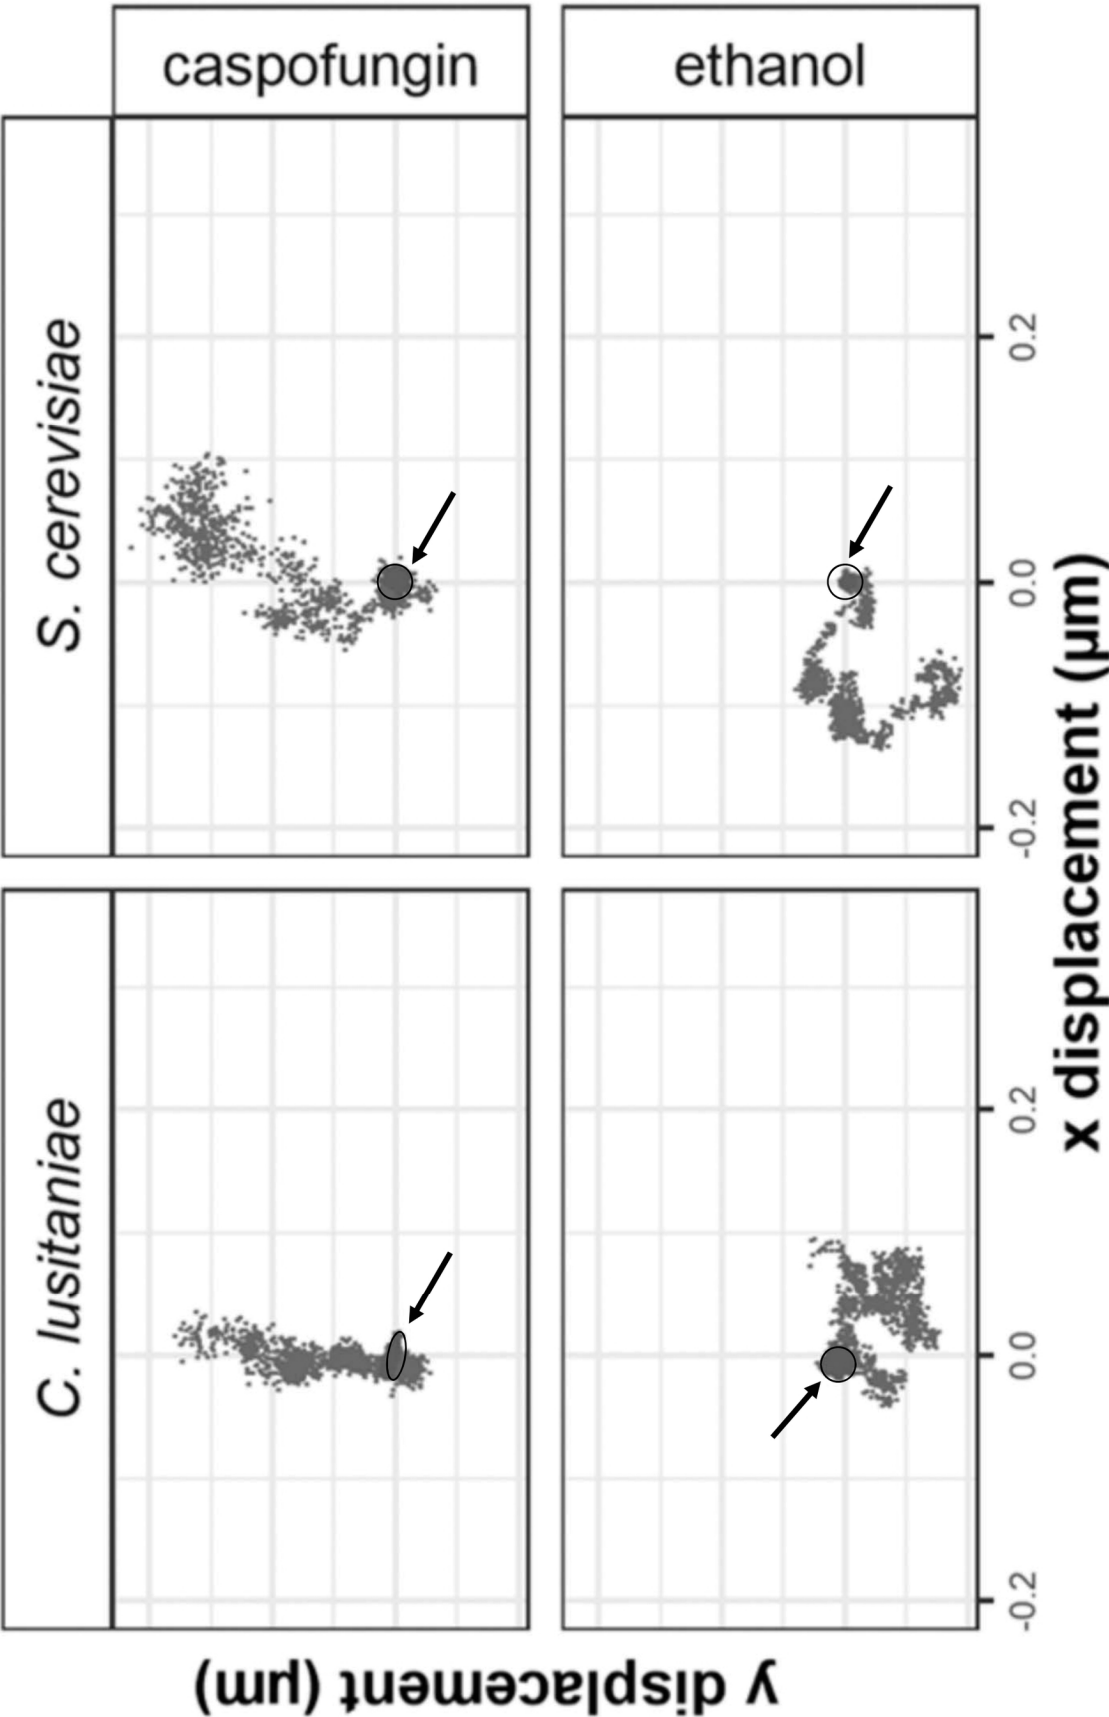 C. lusitaniae
S. cerevisiae
caspofungin
ethanol
y displacement (µm)
-0.2
0.0
0.2
-0.2
0.0
0.2
x displacement (µm)